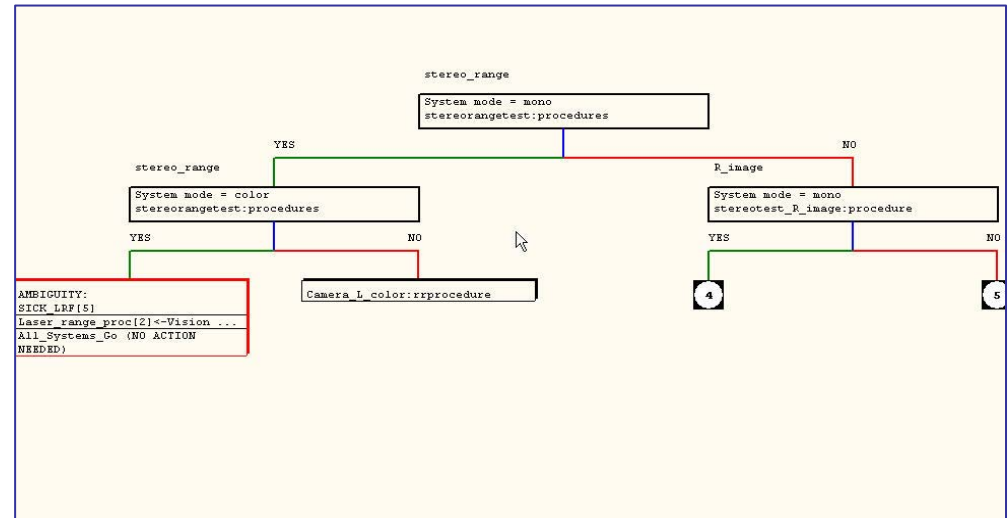 stereo_range
System mode = mono
stereorangetest:procedures
YES
NO
stereo_range
R_image
System mode = color
stereorangetest:procedures
System mode = mono
stereotest_R_image:procedure
YES
NO
YES
NO
AMBIGUITY:
SICK_LRF[5]
Laser_range_proc[2]<-Vision ...
All_Systems_Go (NO ACTION
NEEDED)
Camera_L_color:rrprocedure
4
5